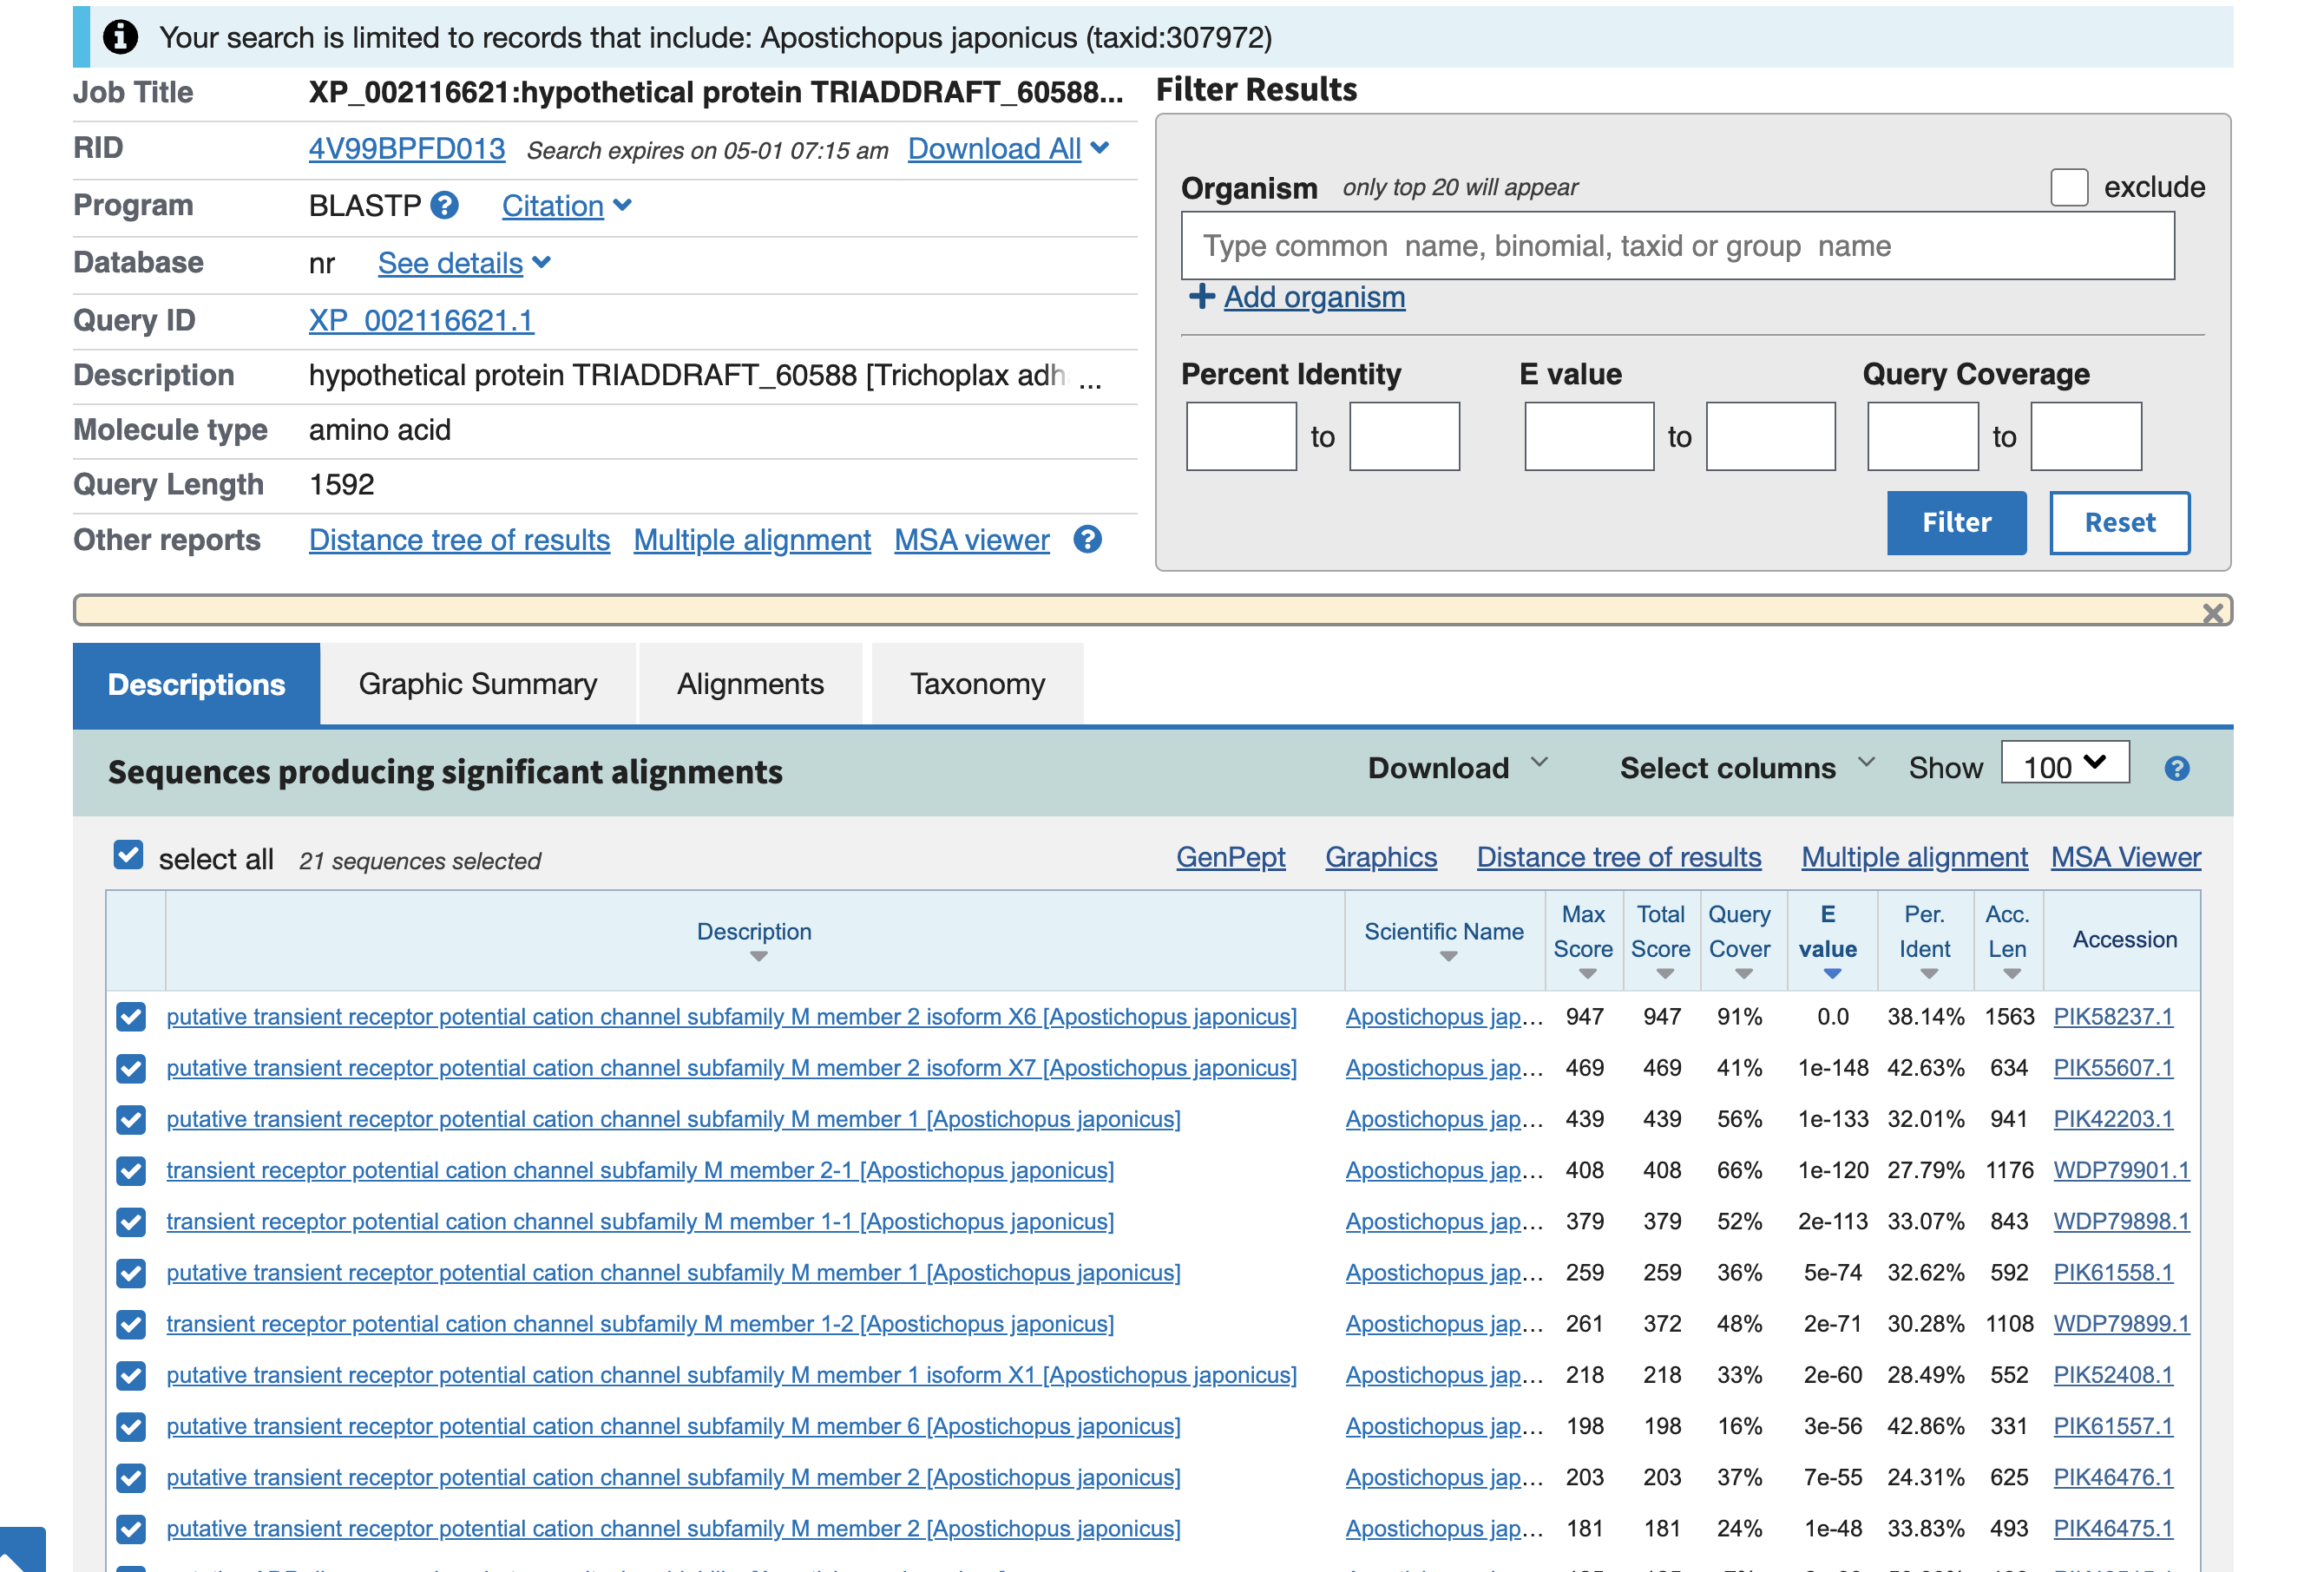 Your search is limited to records that include: Apostichopus japonicus (taxid:307972)
Job Title XP_002116621:hypothetical protein TRIADDRAFT_60588...
RID 4V99BPFD013 Search expires on 05-01 07:15 am Download All
Program BLASTP Citation
Database nr See details
Query ID XP_002116621.1
Description hypothetical protein TRIADDRAFT_60588 [Trichoplax adh ...
Molecule type amino acid
Query Length 1592
Other reports Distance tree of results Multiple alignment MSA viewer ?
Filter Results
Organism only top 20 will appear exclude
Type common name, binomial, taxid or group name
+ Add organism
Percent Identity E value Query Coverage
to to to
Filter Reset
Descriptions Graphic Summary Alignments Taxonomy
Sequences producing significant alignments Download Select columns Show 100 ?
select all 21 sequences selected GenPept Graphics Distance tree of results Multiple alignment MSA Viewer
Description Scientific Name Max Score Total Score Query Cover E value Per. Ident Acc. Len Accession
putative transient receptor potential cation channel subfamily M member 2 isoform X6 [Apostichopus japonicus] Apostichopus jap... 947 947 91% 0.0 38.14% 1563 PIK58237.1
putative transient receptor potential cation channel subfamily M member 2 isoform X7 [Apostichopus japonicus] Apostichopus jap... 469 469 41% 1e-148 42.63% 634 PIK55607.1
putative transient receptor potential cation channel subfamily M member 1 [Apostichopus japonicus] Apostichopus jap... 439 439 56% 1e-133 32.01% 941 PIK42203.1
transient receptor potential cation channel subfamily M member 2-1 [Apostichopus japonicus] Apostichopus jap... 408 408 66% 1e-120 27.79% 1176 WDP79901.1
transient receptor potential cation channel subfamily M member 1-1 [Apostichopus japonicus] Apostichopus jap... 379 379 52% 2e-113 33.07% 843 WDP79898.1
putative transient receptor potential cation channel subfamily M member 1 [Apostichopus japonicus] Apostichopus jap... 259 259 36% 5e-74 32.62% 592 PIK61558.1
transient receptor potential cation channel subfamily M member 1-2 [Apostichopus japonicus] Apostichopus jap... 261 372 48% 2e-71 30.28% 1108 WDP79899.1
putative transient receptor potential cation channel subfamily M member 1 isoform X1 [Apostichopus japonicus] Apostichopus jap... 218 218 33% 2e-60 28.49% 552 PIK52408.1
putative transient receptor potential cation channel subfamily M member 6 [Apostichopus japonicus] Apostichopus jap... 198 198 16% 3e-56 42.86% 331 PIK61557.1
putative transient receptor potential cation channel subfamily M member 2 [Apostichopus japonicus] Apostichopus jap... 203 203 37% 7e-55 24.31% 625 PIK46476.1
putative transient receptor potential cation channel subfamily M member 2 [Apostichopus japonicus] Apostichopus jap... 181 181 24% 1e-48 33.83% 493 PIK46475.1